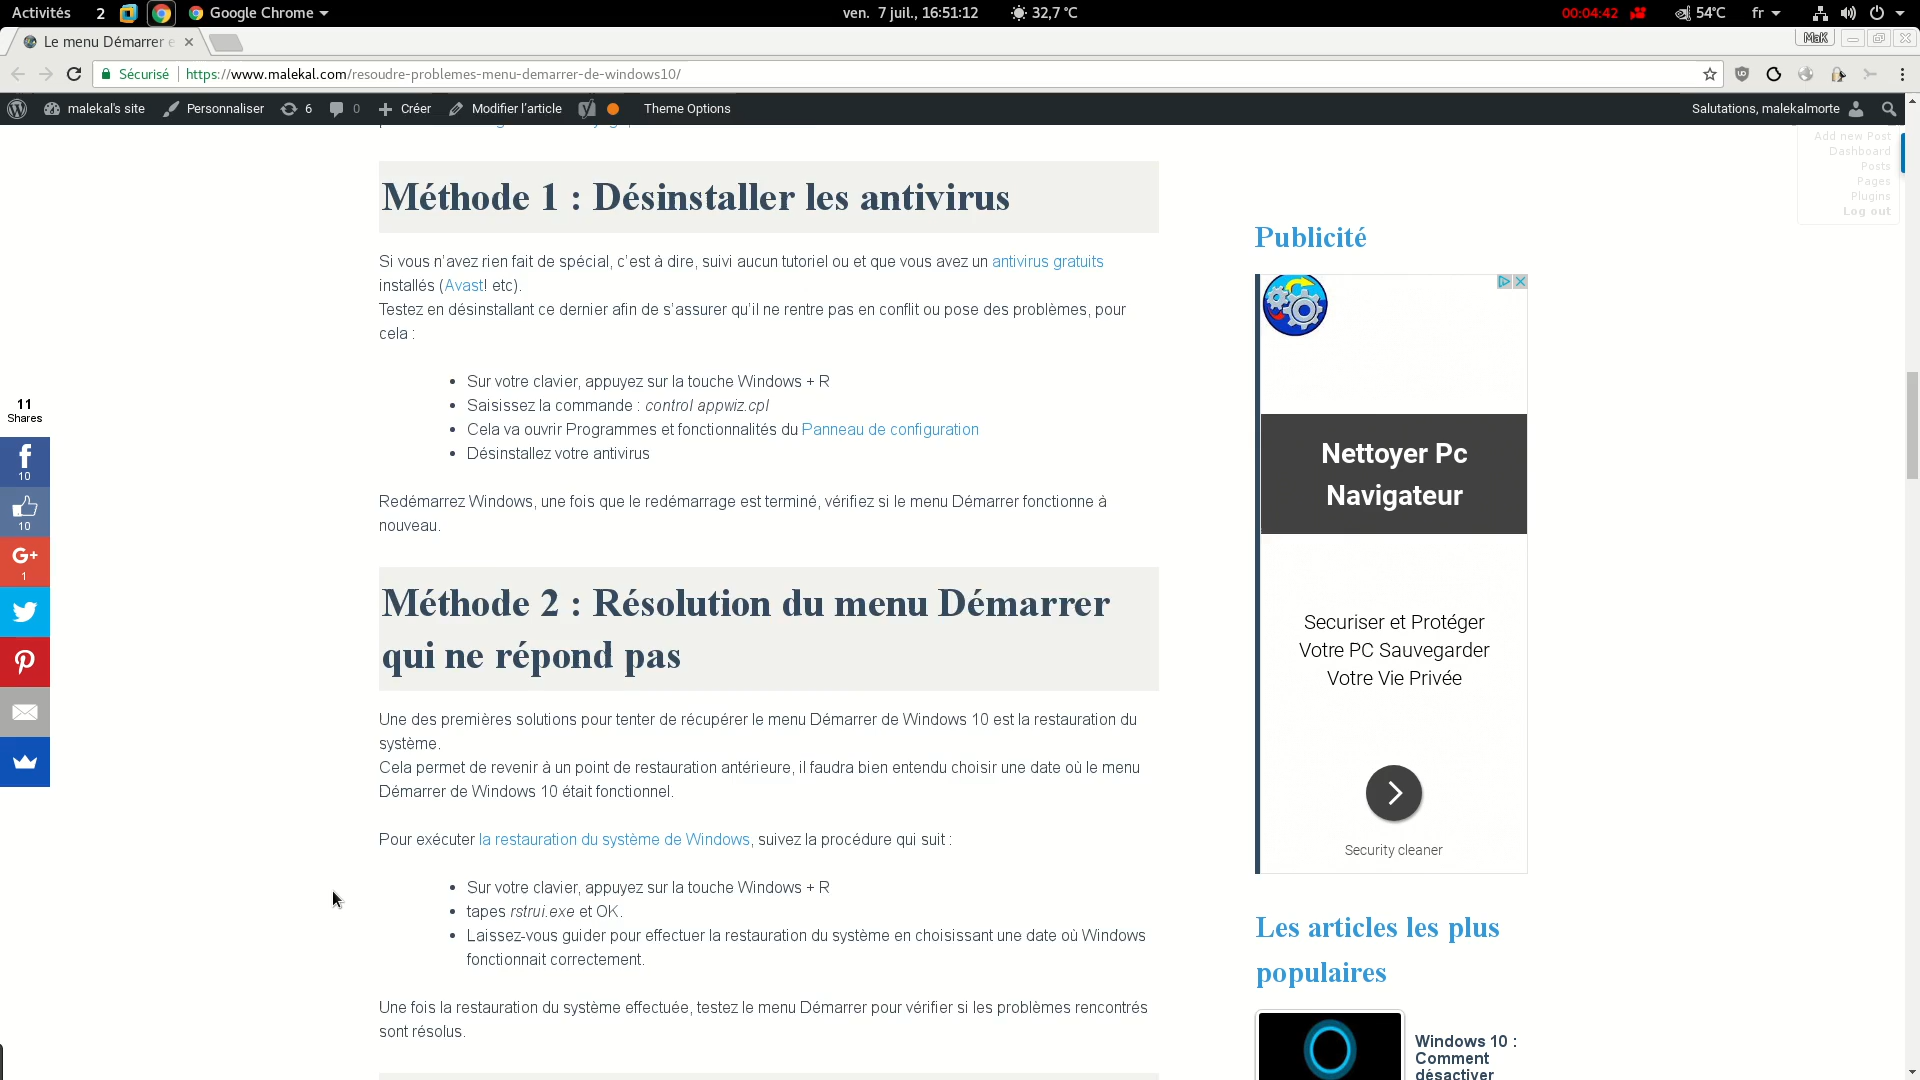 Activités 2 Google Chrome ven. 7 juil., 16:51:12 32,7 °C 00:04:42 54°C fr
Le menu Démarrer e MaK
Sécurisé https://www.malekal.com/resoudre-problemes-menu-demarrer-de-windows10/
malekal's site Personnaliser 6 0 Créer Modifier l'article Theme Options Salutations, malekalmorte
Add new Post
Dashboard
Posts
Pages
Plugins
Log out
Méthode 1 : Désinstaller les antivirus
Si vous n'avez rien fait de spécial, c'est à dire, suivi aucun tutoriel ou et que vous avez un antivirus gratuits
installés (Avast! etc).
Testez en désinstallant ce dernier afin de s'assurer qu'il ne rentre pas en conflit ou pose des problèmes, pour
cela :
• Sur votre clavier, appuyez sur la touche Windows + R
• Saisissez la commande : control appwiz.cpl
• Cela va ouvrir Programmes et fonctionnalités du Panneau de configuration
• Désinstallez votre antivirus
Redémarrez Windows, une fois que le redémarrage est terminé, vérifiez si le menu Démarrer fonctionne à
nouveau.
Méthode 2 : Résolution du menu Démarrer
qui ne répond pas
Une des premières solutions pour tenter de récupérer le menu Démarrer de Windows 10 est la restauration du
système.
Cela permet de revenir à un point de restauration antérieure, il faudra bien entendu choisir une date où le menu
Démarrer de Windows 10 était fonctionnel.
Pour exécuter la restauration du système de Windows, suivez la procédure qui suit :
• Sur votre clavier, appuyez sur la touche Windows + R
• tapes rstrui.exe et OK.
• Laissez-vous guider pour effectuer la restauration du système en choisissant une date où Windows
fonctionnait correctement.
Une fois la restauration du système effectuée, testez le menu Démarrer pour vérifier si les problèmes rencontrés
sont résolus.
11
Shares
10
10
G+
1
Publicité
Nettoyer Pc
Navigateur
Securiser et Protéger
Votre PC Sauvegarder
Votre Vie Privée
Security cleaner
Les articles les plus
populaires
Windows 10 :
Comment
désactiver